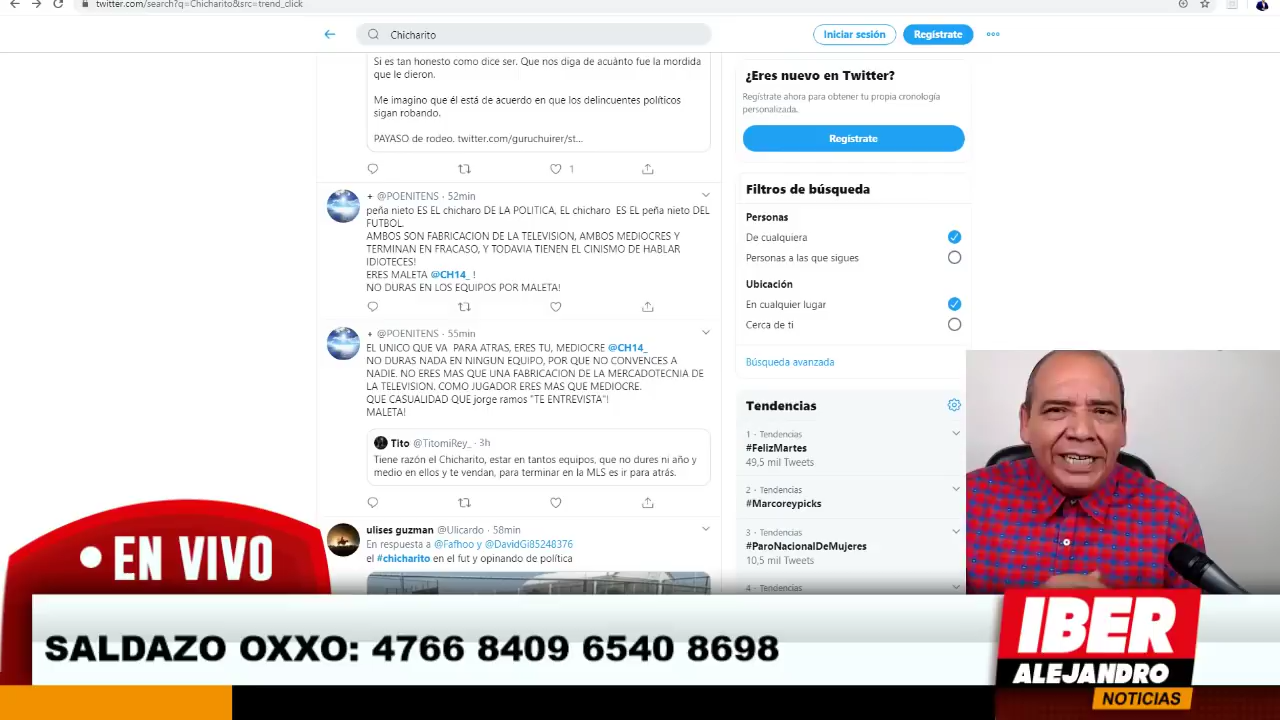 twitter.com/search?q=Chicharito&src=trend_click
Chicharito
Iniciar sesión
Regístrate
Si es tan honesto como dice ser. Que nos diga de acuánto fue la mordida
que le dieron.
Me imagino que él está de acuerdo en que los delincuentes políticos
sigan robando.
PAYASO de rodeo. twitter.com/guruchuirer/st...
1
+ @POENITENS · 52min
peña nieto ES EL chicharo DE LA POLITICA, EL chicharo ES EL peña nieto DEL
FUTBOL.
AMBOS SON FABRICACION DE LA TELEVISION, AMBOS MEDIOCRES Y
TERMINAN EN FRACASO, Y TODAVIA TIENEN EL CINISMO DE HABLAR
IDIOTECES!
ERES MALETA @CH14_ !
NO DURAS EN LOS EQUIPOS POR MALETA!
+ @POENITENS · 55min
EL UNICO QUE VA PARA ATRAS, ERES TU, MEDIOCRE @CH14_
NO DURAS NADA EN NINGUN EQUIPO, POR QUE NO CONVENCES A
NADIE. NO ERES MAS QUE UNA FABRICACION DE LA MERCADOTECNIA DE
LA TELEVISION. COMO JUGADOR ERES MAS QUE MEDIOCRE.
QUE CASUALIDAD QUE jorge ramos "TE ENTREVISTA"!
MALETA!
Tito @TitomiRey_ · 3h
Tiene razón el Chicharito, estar en tantos equipos, que no dures ni año y
medio en ellos y te vendan, para terminar en la MLS es ir para atrás.
ulises guzman @Ulicardo · 58min
En respuesta a @Fafhoo y @DavidGi85248376
el #chicharito en el fut y opinando de política
¿Eres nuevo en Twitter?
Regístrate ahora para obtener tu propia cronología
personalizada.
Regístrate
Filtros de búsqueda
Personas
De cualquiera
Personas a las que sigues
Ubicación
En cualquier lugar
Cerca de ti
Búsqueda avanzada
Tendencias
1 · Tendencias
#FelizMartes
49,5 mil Tweets
2 · Tendencias
#Marcoreypicks
3 · Tendencias
#ParoNacionalDeMujeres
10,5 mil Tweets
4 · Tendencias
EN VIVO
SALDAZO OXXO: 4766 8409 6540 8698
IBER
ALEJANDRO
NOTICIAS